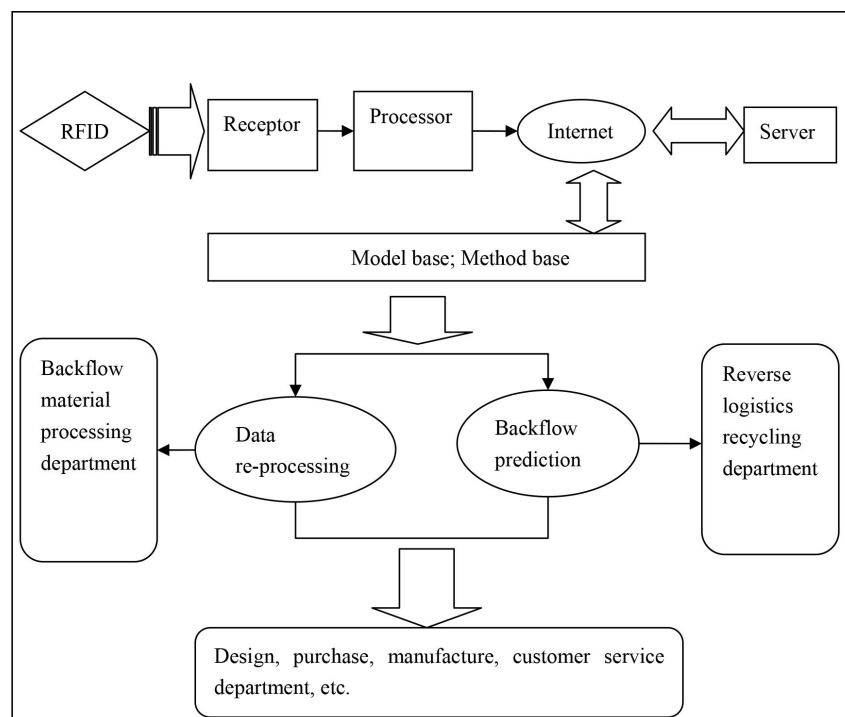 RFID
Receptor
Processor
Internet
Server
Model base; Method base
Backflow
material
processing
department
Data
re-processing
Backflow
prediction
Reverse
logistics
recycling
department
Design, purchase, manufacture, customer service
department, etc.